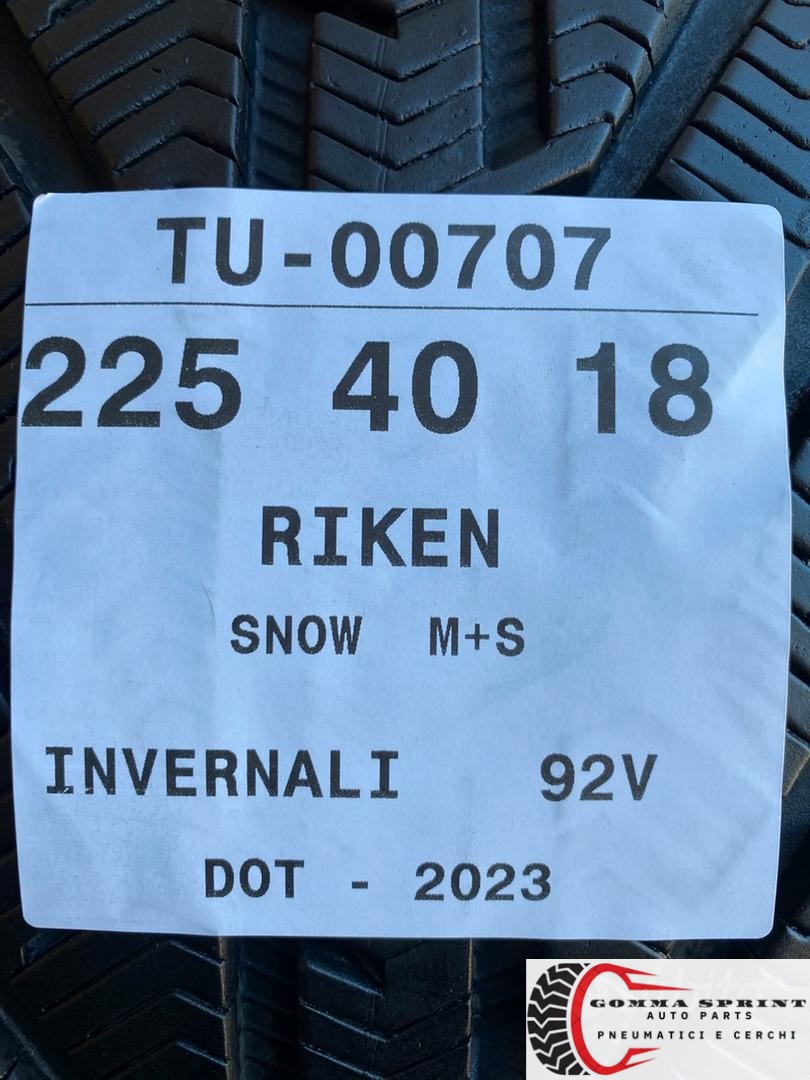 TU-00707
225 40 18
RIKEN
SNOW M+S
INVERNALI 92V
DOT - 2023
GOMMA SPRINT
AUTO PARTS
PNEUMATICI E CERCHI